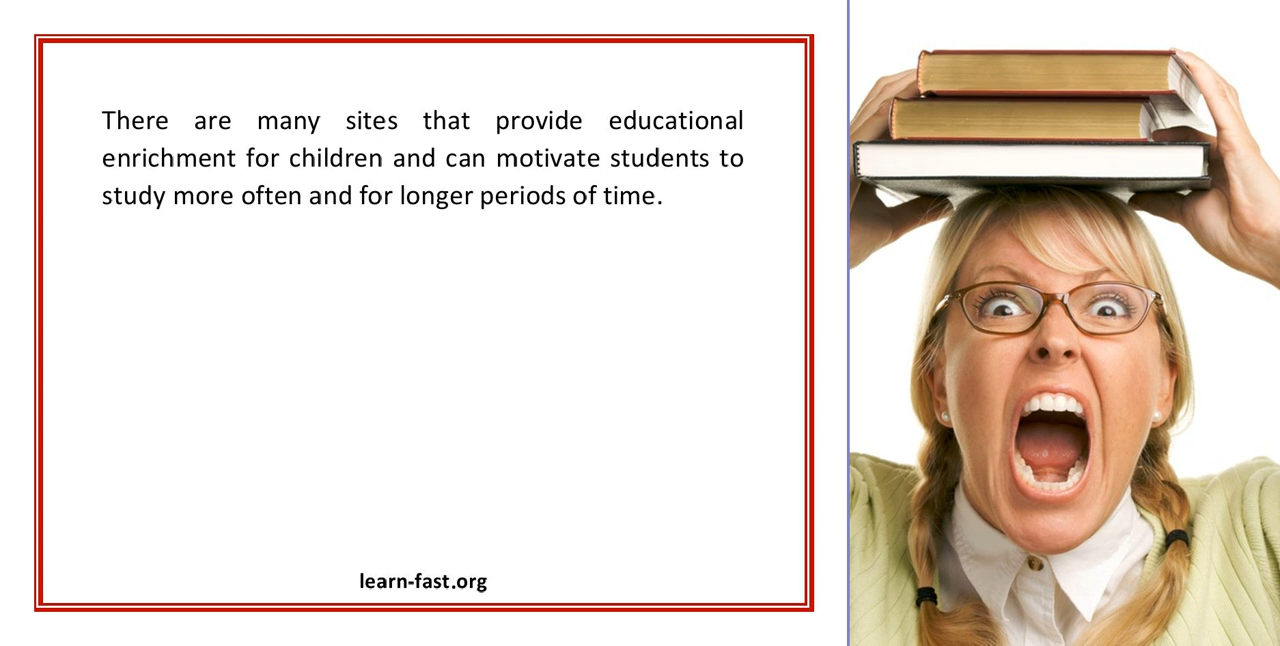 There are many sites that provide educational
enrichment for children and can motivate students to
study more often and for longer periods of time.
learn-fast.org